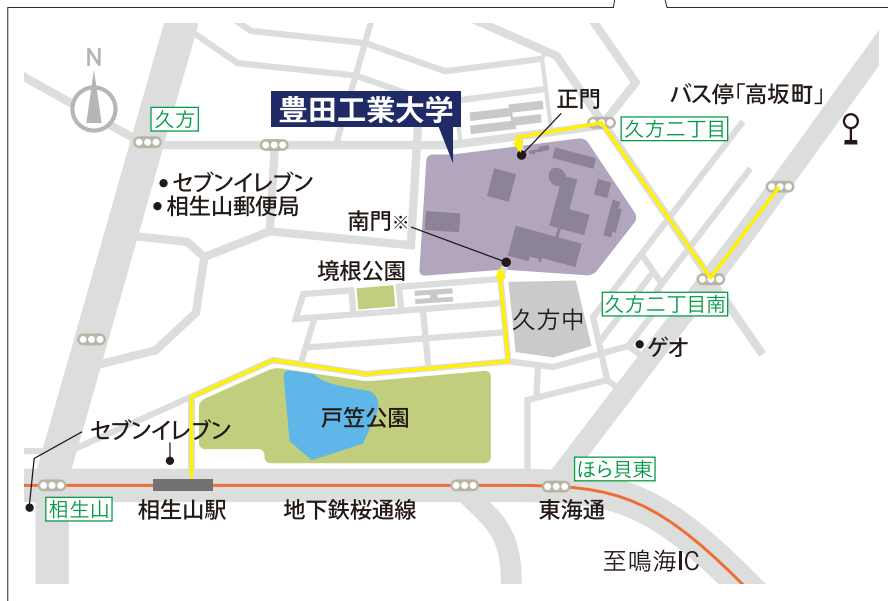 N
久方
豊田工業大学
正門
バス停「高坂町」
久方二丁目
セブンイレブン
相生山郵便局
南門※
境根公園
久方中
久方二丁目南
ゲオ
戸笠公園
セブンイレブン
ほら貝東
相生山
相生山駅
地下鉄桜通線
東海通
至鳴海IC